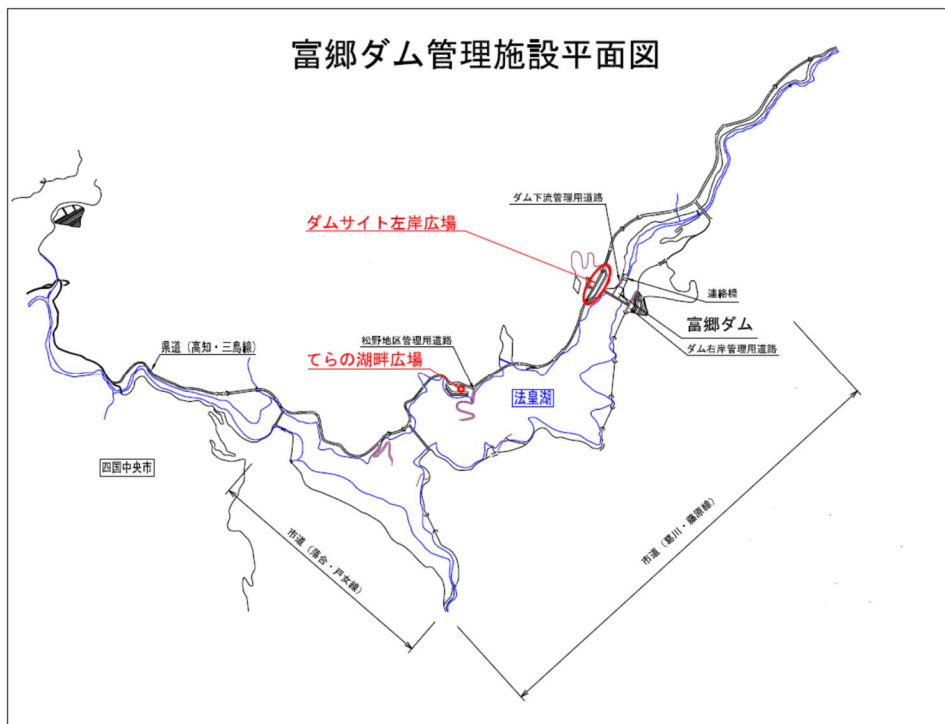 富郷ダム管理施設平面図
ダム下流管理用道路
ダムサイト左岸広場
連絡橋
富郷ダム
ダム右岸管理用道路
松野地区管理用道路
県道（高知・三島線）
てらの湖畔広場
法皇湖
四国中央市
市道（落合・戸女線）
市道（葛川・藤原線）